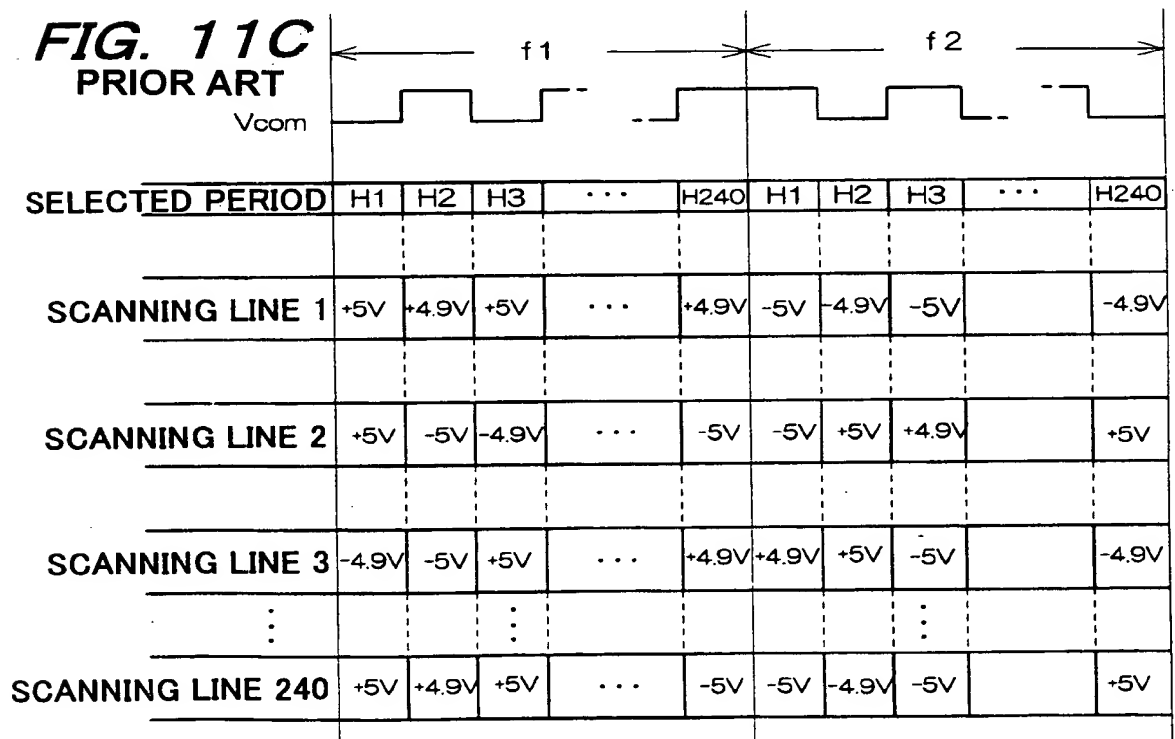 FIG. 11C
PRIOR ART
f1 f2
Vcom
SELECTED PERIOD H1 H2 H3 ... H240 H1 H2 H3 ... H240
SCANNING LINE 1 +5V +4.9V +5V ... +4.9V -5V -4.9V -5V -4.9V
SCANNING LINE 2 +5V -5V -4.9V ... -5V -5V +5V +4.9V +5V
SCANNING LINE 3 -4.9V -5V +5V ... +4.9V +4.9V +5V -5V -4.9V
SCANNING LINE 240 +5V +4.9V +5V ... -5V -5V -4.9V -5V +5V